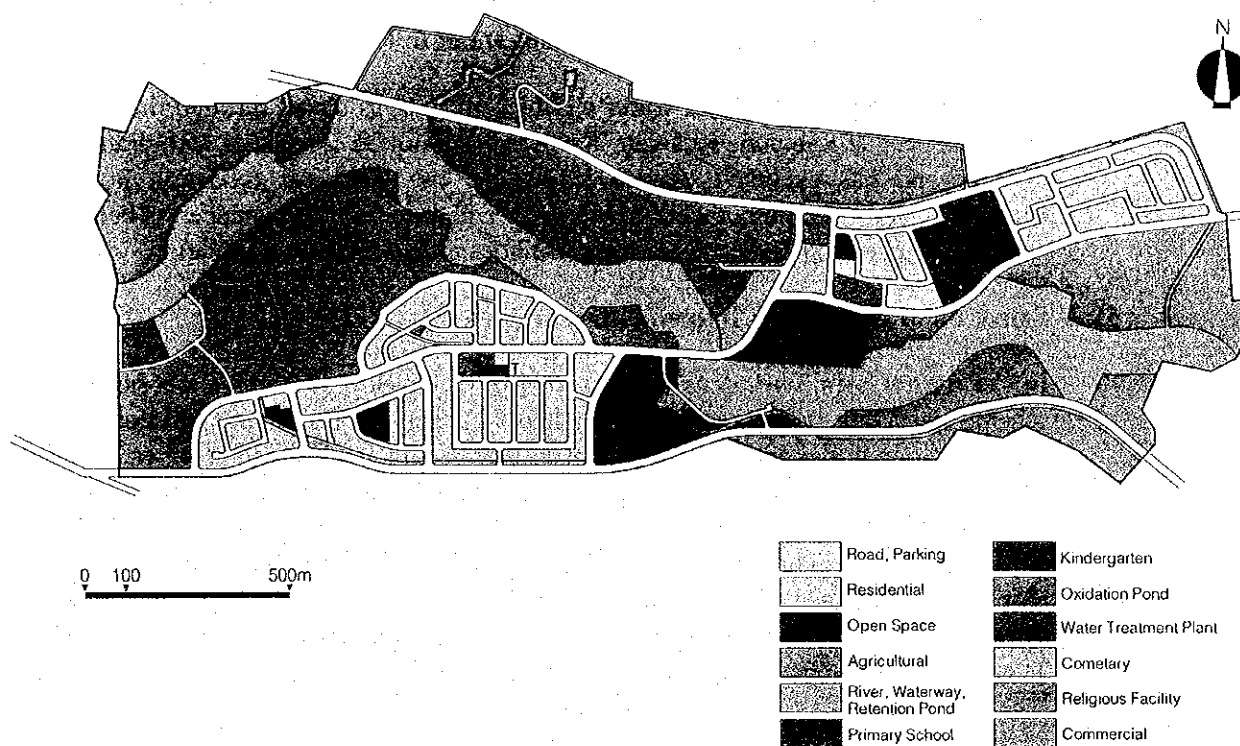 N
T
0 100 500m
Road, Parking
Residential
Open Space
Agricultural
River, Waterway,
Retention Pond
Primary School
Kindergarten
Oxidation Pond
Water Treatment Plant
Cometary
Religious Facility
Commercial